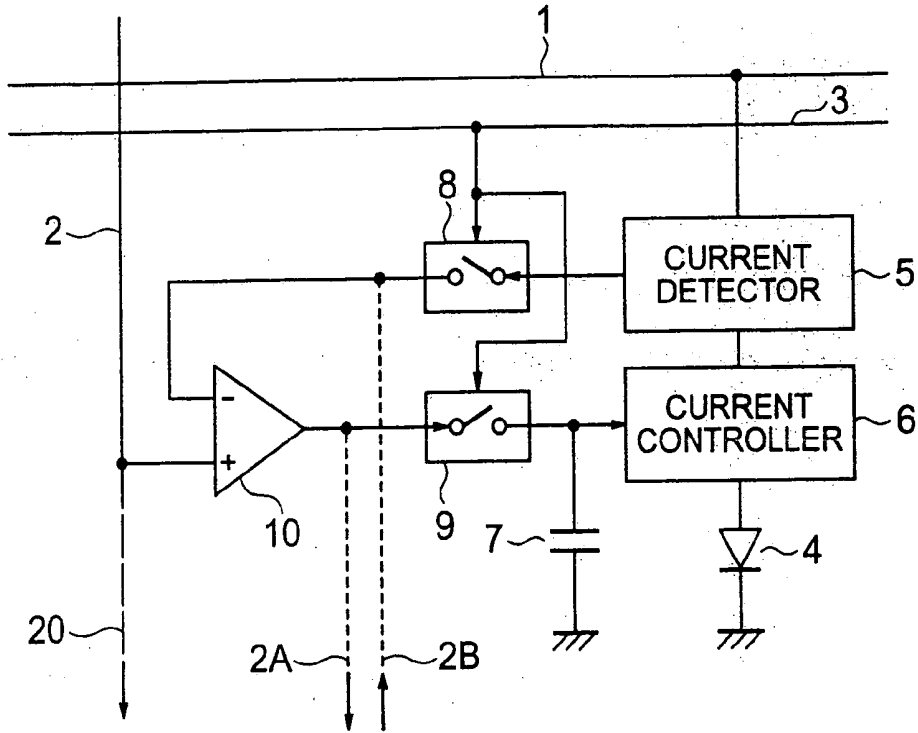 1
3
8
2
CURRENT
DETECTOR
5
-
CURRENT
CONTROLLER
6
+
10
9
7
4
20
2A
2B